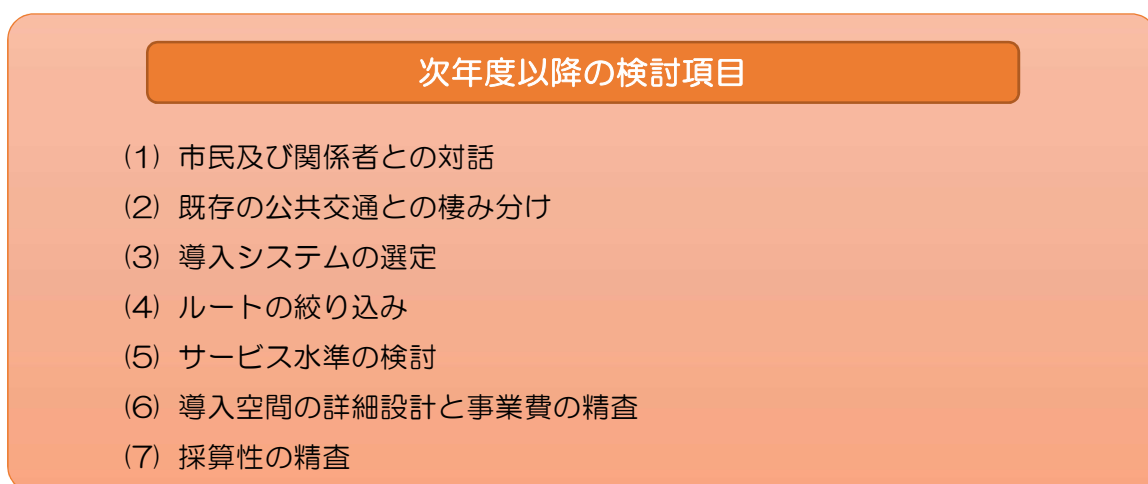 次年度以降の検討項目
(1) 市民及び関係者との対話
(2) 既存の公共交通との棲み分け
(3) 導入システムの選定
(4) ルートの絞り込み
(5) サービス水準の検討
(6) 導入空間の詳細設計と事業費の精査
(7) 採算性の精査